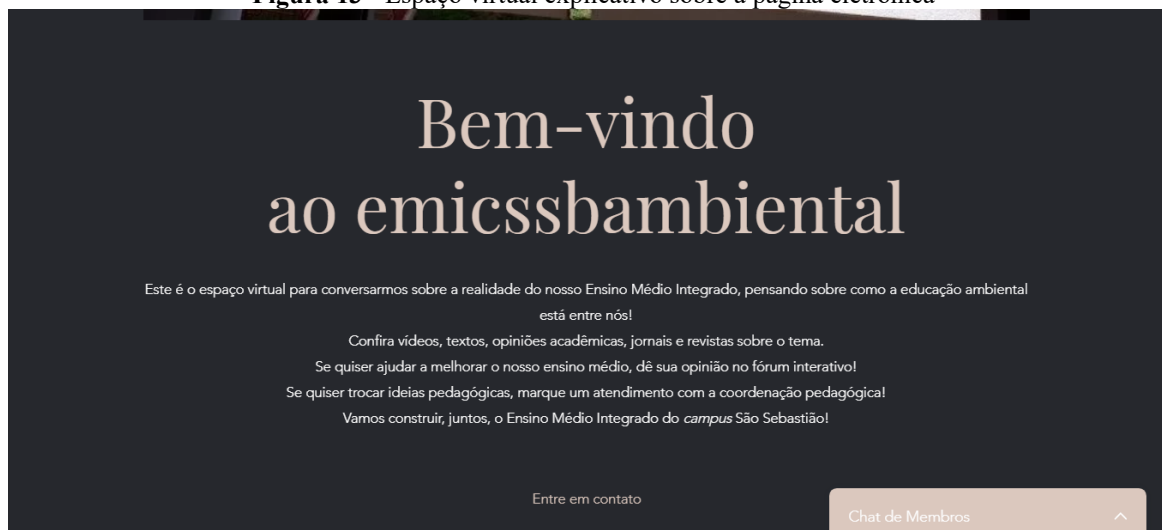 Figura 15 - Espaço virtual explicativo sobre a página eletrônica
Bem-vindo
ao emicssbambiental
Este é o espaço virtual para conversarmos sobre a realidade do nosso Ensino Médio Integrado, pensando sobre como a educação ambiental
está entre nós!
Confira vídeos, textos, opiniões acadêmicas, jornais e revistas sobre o tema.
Se quiser ajudar a melhorar o nosso ensino médio, dê sua opinião no fórum interativo!
Se quiser trocar ideias pedagógicas, marque um atendimento com a coordenação pedagógica!
Vamos construir, juntos, o Ensino Médio Integrado do campus São Sebastião!
Entre em contato
Chat de Membros